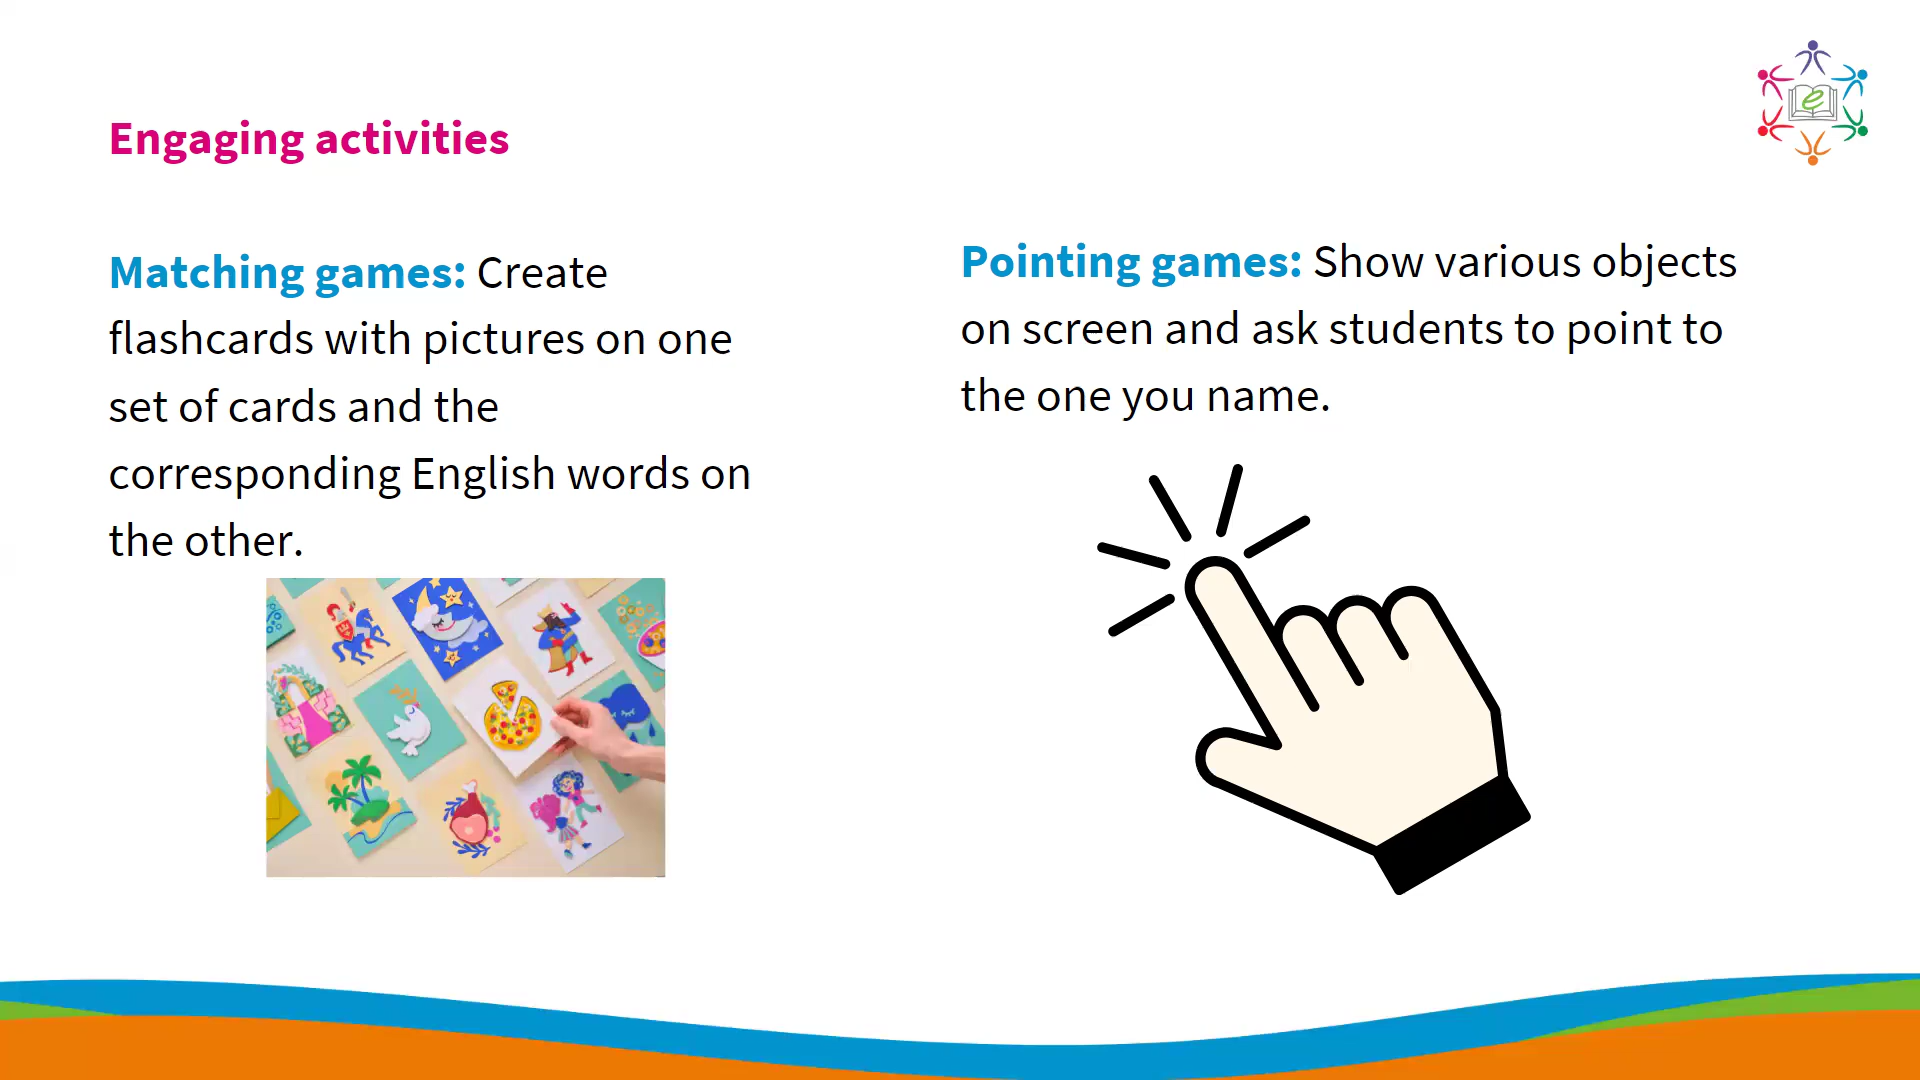 Engaging activities
Matching games: Create
flashcards with pictures on one
set of cards and the
corresponding English words on
the other.
Pointing games: Show various objects
on screen and ask students to point to
the one you name.
e